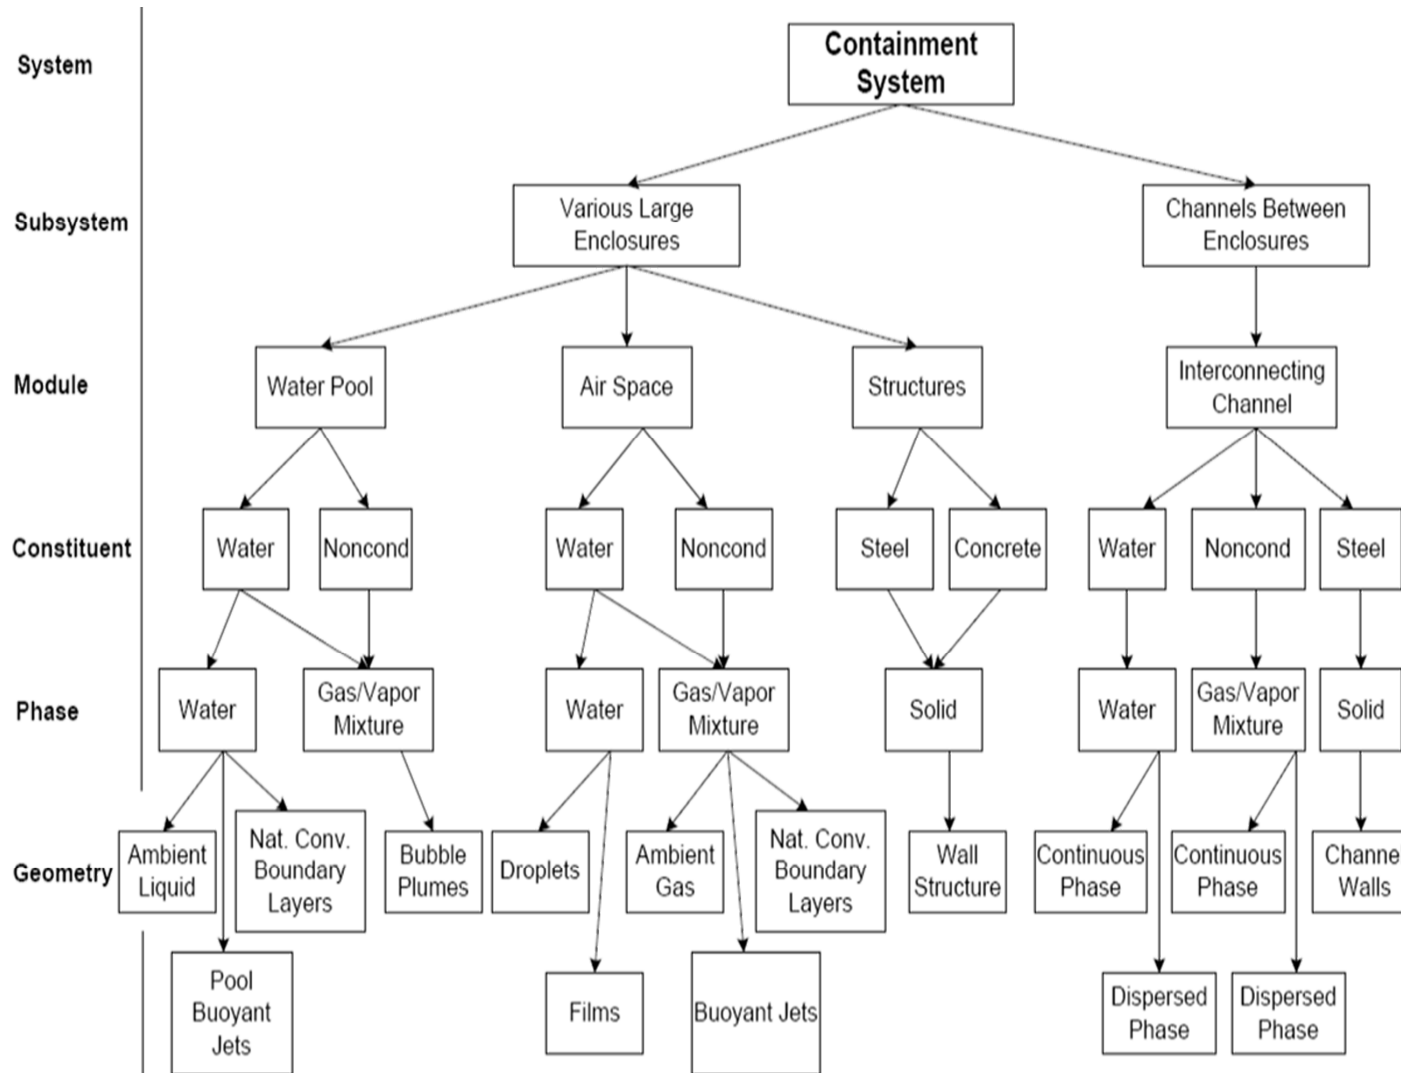 System
Containment
System
Subsystem
Various Large
Enclosures
Channels Between
Enclosures
Module
Water Pool
Air Space
Structures
Interconnecting
Channel
Constituent
Water
Noncond
Water
Noncond
Steel
Concrete
Water
Noncond
Steel
Phase
Water
Gas/Vapor
Mixture
Water
Gas/Vapor
Mixture
Solid
Water
Gas/Vapor
Mixture
Solid
Geometry
Ambient
Liquid
Nat. Conv.
Boundary
Layers
Bubble
Plumes
Droplets
Ambient
Gas
Nat. Conv.
Boundary
Layers
Wall
Structure
Continuous
Phase
Continuous
Phase
Channel
Walls
Pool
Buoyant
Jets
Films
Buoyant Jets
Dispersed
Phase
Dispersed
Phase